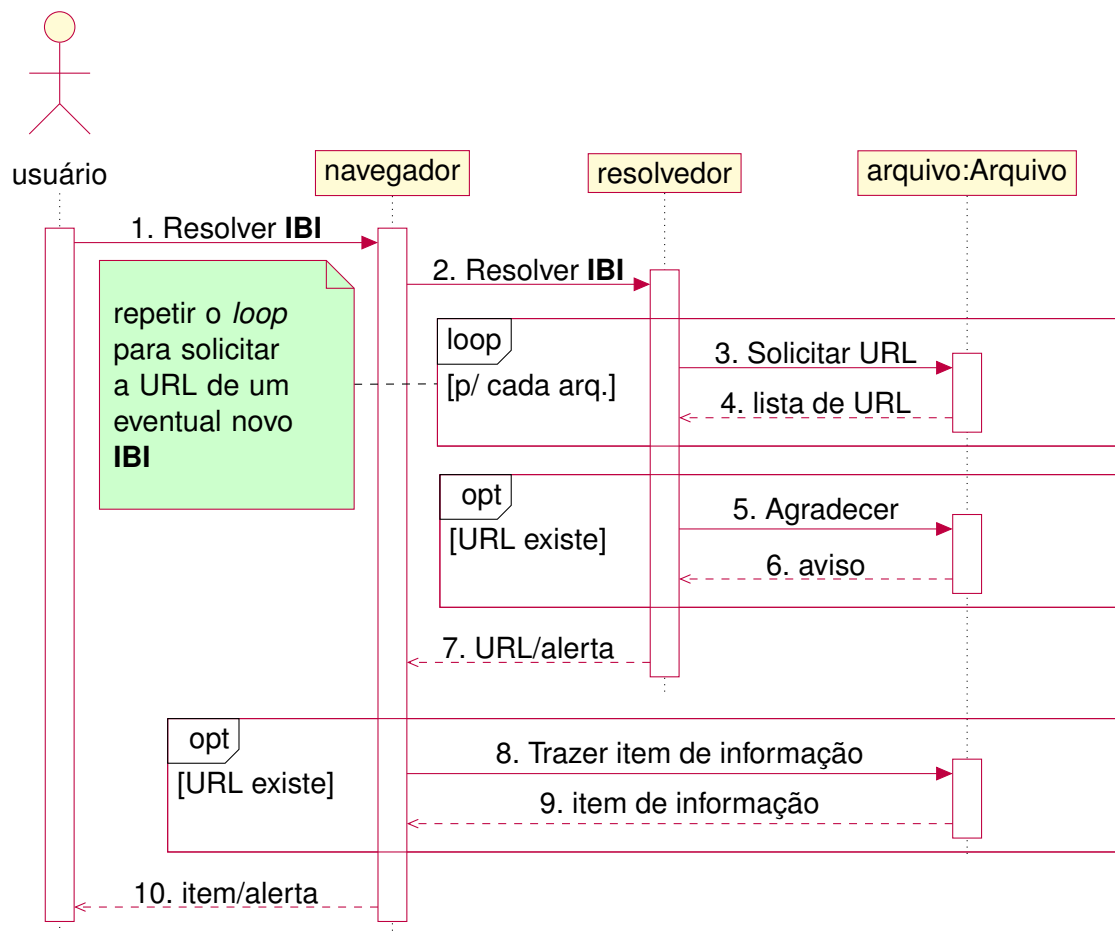 usuário
navegador
resolvedor
arquivo:Arquivo
1. Resolver IBI
2. Resolver IBI
repetir o loop
para solicitar
a URL de um
eventual novo
IBI
loop
[p/ cada arq.]
3. Solicitar URL
4. lista de URL
opt
[URL existe]
5. Agradecer
6. aviso
7. URL/alerta
opt
[URL existe]
8. Trazer item de informação
9. item de informação
10. item/alerta